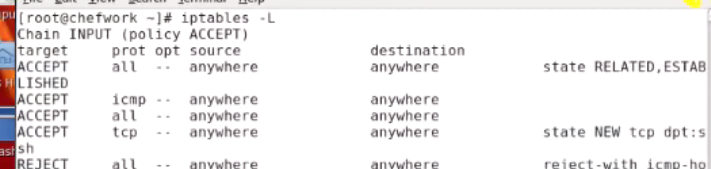 [root@chefwork ~]# iptables -L
Chain INPUT (policy ACCEPT)
target     prot opt source               destination
ACCEPT     all  --  anywhere             anywhere            state RELATED,ESTAB
LISHED
ACCEPT     icmp --  anywhere             anywhere
ACCEPT     all  --  anywhere             anywhere
ACCEPT     tcp  --  anywhere             anywhere            state NEW tcp dpt:s
sh
REJECT     all  --  anywhere             anywhere            reject-with icmp-ho